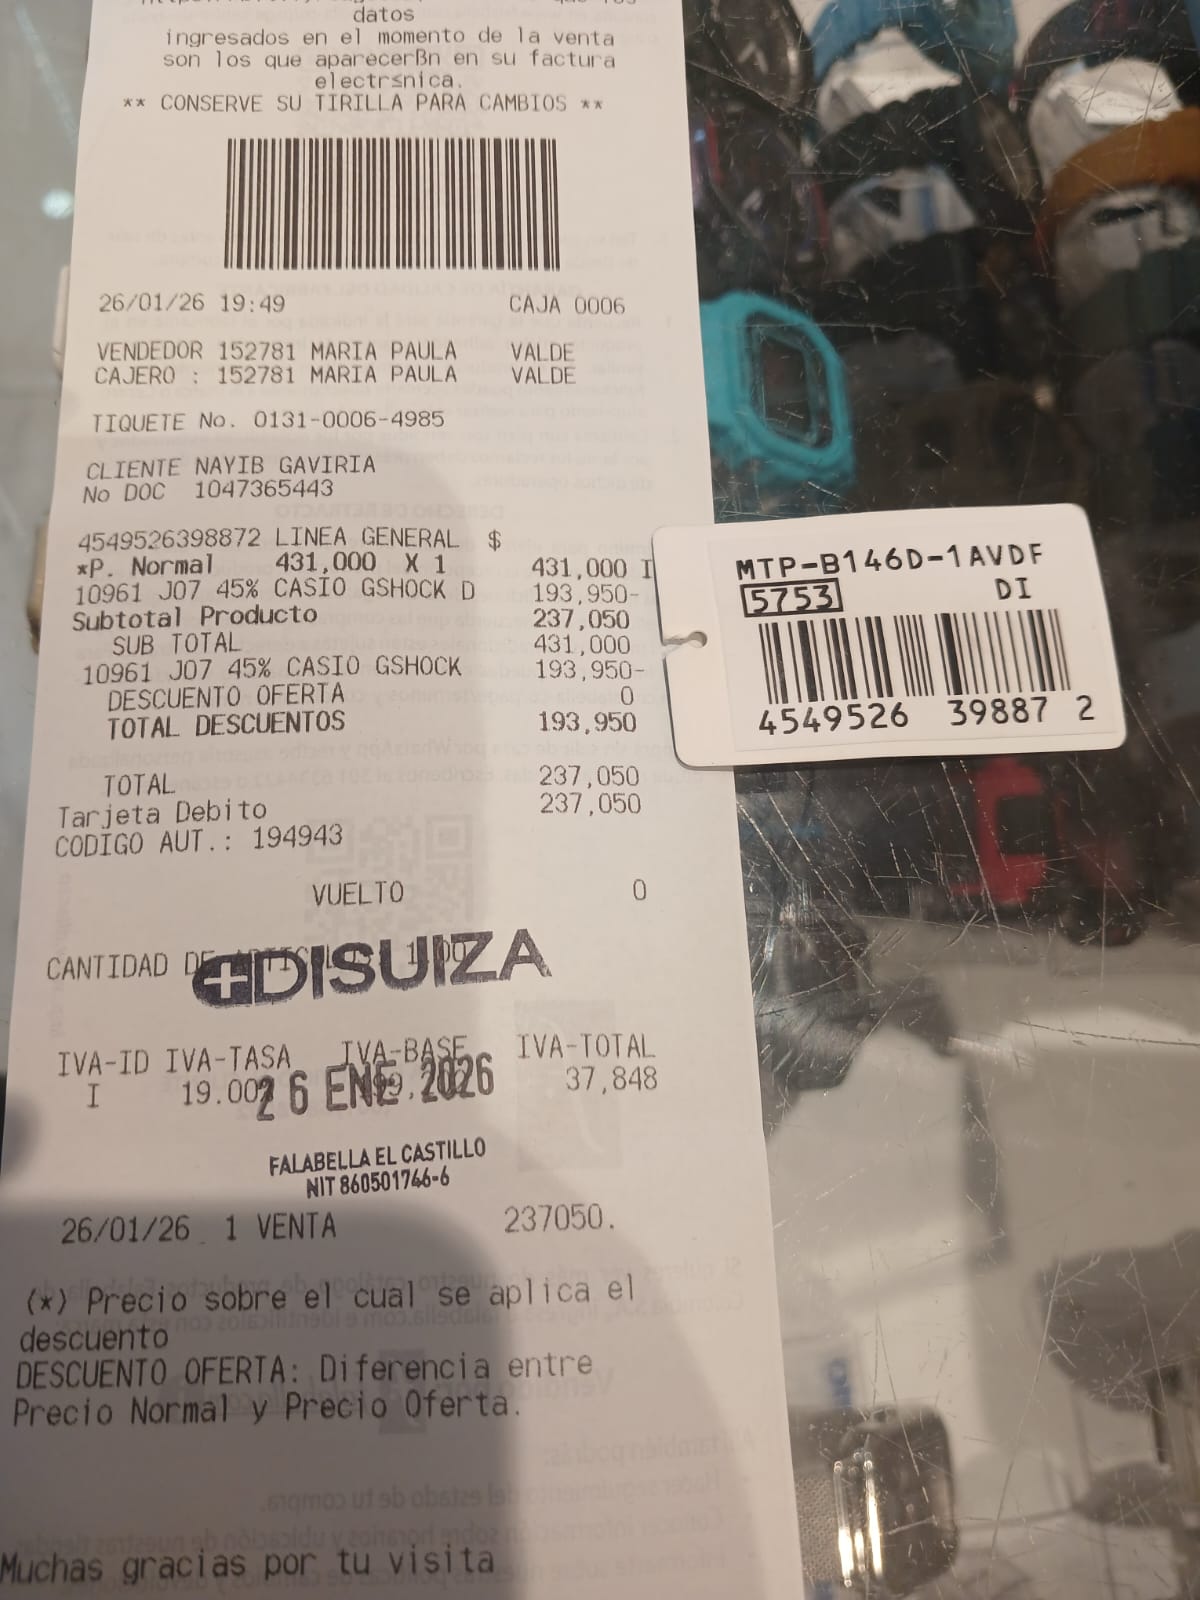 datos
ingresados en el momento de la venta
son los que aparecerßn en su factura
electr≤nica.
** CONSERVE SU TIRILLA PARA CAMBIOS **
26/01/26 19:49 CAJA 0006
VENDEDOR 152781 MARIA PAULA VALDE
CAJERO : 152781 MARIA PAULA VALDE
TIQUETE No. 0131-0006-4985
CLIENTE NAYIB GAVIRIA
No DOC 1047365443
4549526398872 LINEA GENERAL $
*P. Normal 431,000 X 1 431,000 I
10961 J07 45% CASIO GSHOCK D 193,950-
Subtotal Producto 237,050
SUB TOTAL 431,000
10961 J07 45% CASIO GSHOCK 193,950-
DESCUENTO OFERTA 0
TOTAL DESCUENTOS 193,950
TOTAL 237,050
Tarjeta Debito 237,050
CODIGO AUT.: 194943
VUELTO 0
CANTIDAD DE
DISUIZA
IVA-ID IVA-TASA IVA-BASE IVA-TOTAL
I 19.00 37,848
26 ENE 2026
FALABELLA EL CASTILLO
NIT 860501766-6
26/01/26 1 VENTA 237050.
(*) Precio sobre el cual se aplica el
descuento
DESCUENTO OFERTA: Diferencia entre
Precio Normal y Precio Oferta.
Muchas gracias por tu visita
MTP-B146D-1AVDF
5753 DI
4549526 39887 2